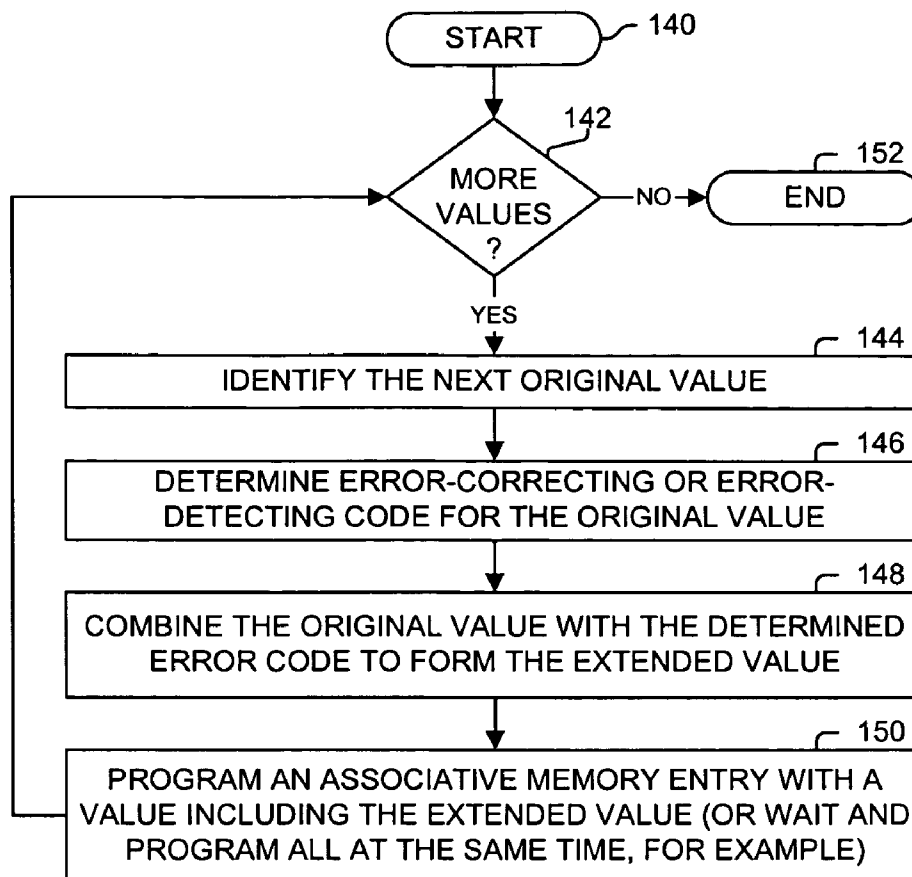 START
140
142
MORE
VALUES
?
NO
152
END
YES
144
IDENTIFY THE NEXT ORIGINAL VALUE
146
DETERMINE ERROR-CORRECTING OR ERROR-
DETECTING CODE FOR THE ORIGINAL VALUE
148
COMBINE THE ORIGINAL VALUE WITH THE DETERMINED
ERROR CODE TO FORM THE EXTENDED VALUE
150
PROGRAM AN ASSOCIATIVE MEMORY ENTRY WITH A
VALUE INCLUDING THE EXTENDED VALUE (OR WAIT AND
PROGRAM ALL AT THE SAME TIME, FOR EXAMPLE)